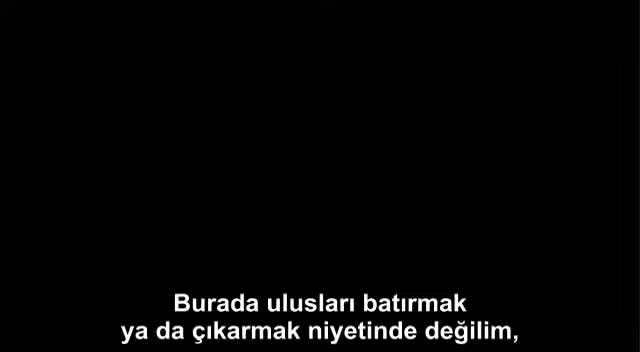 Burada ulusları batırmak
ya da çıkarmak niyetinde değilim,